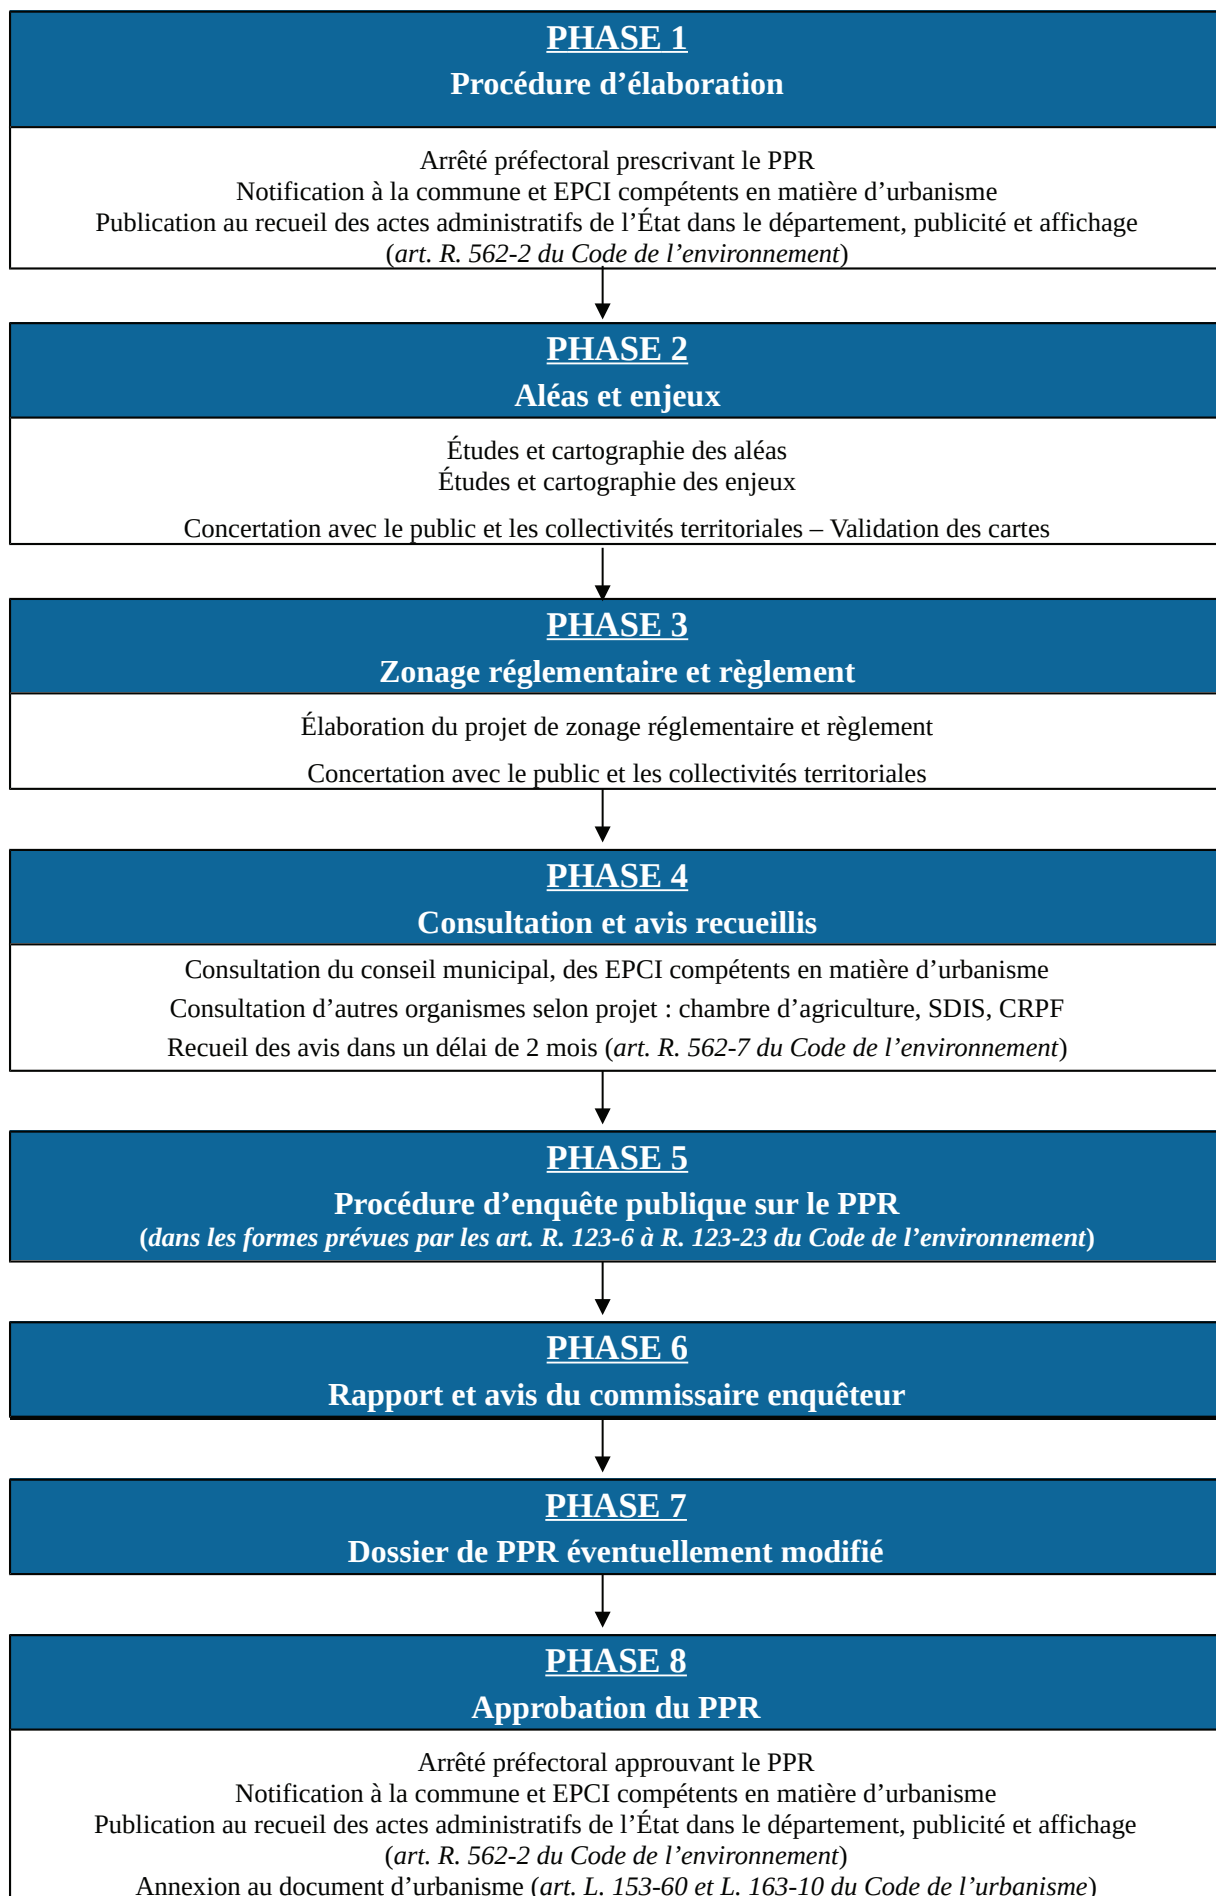 PHASE 1
Procédure d’élaboration
Arrêté préfectoral prescrivant le PPR
Notification à la commune et EPCI compétents en matière d’urbanisme
Publication au recueil des actes administratifs de l’État dans le département, publicité et affichage
(art. R. 562-2 du Code de l’environnement)
PHASE 2
Aléas et enjeux
Études et cartographie des aléas
Études et cartographie des enjeux
Concertation avec le public et les collectivités territoriales – Validation des cartes
PHASE 3
Zonage réglementaire et règlement
Élaboration du projet de zonage réglementaire et règlement
Concertation avec le public et les collectivités territoriales
PHASE 4
Consultation et avis recueillis
Consultation du conseil municipal, des EPCI compétents en matière d’urbanisme
Consultation d’autres organismes selon projet : chambre d’agriculture, SDIS, CRPF
Recueil des avis dans un délai de 2 mois (art. R. 562-7 du Code de l’environnement)
PHASE 5
Procédure d’enquête publique sur le PPR
(dans les formes prévues par les art. R. 123-6 à R. 123-23 du Code de l’environnement)
PHASE 6
Rapport et avis du commissaire enquêteur
PHASE 7
Dossier de PPR éventuellement modifié
PHASE 8
Approbation du PPR
Arrêté préfectoral approuvant le PPR
Notification à la commune et EPCI compétents en matière d’urbanisme
Publication au recueil des actes administratifs de l’État dans le département, publicité et affichage
(art. R. 562-2 du Code de l’environnement)
Annexion au document d’urbanisme (art. L. 153-60 et L. 163-10 du Code de l’urbanisme)